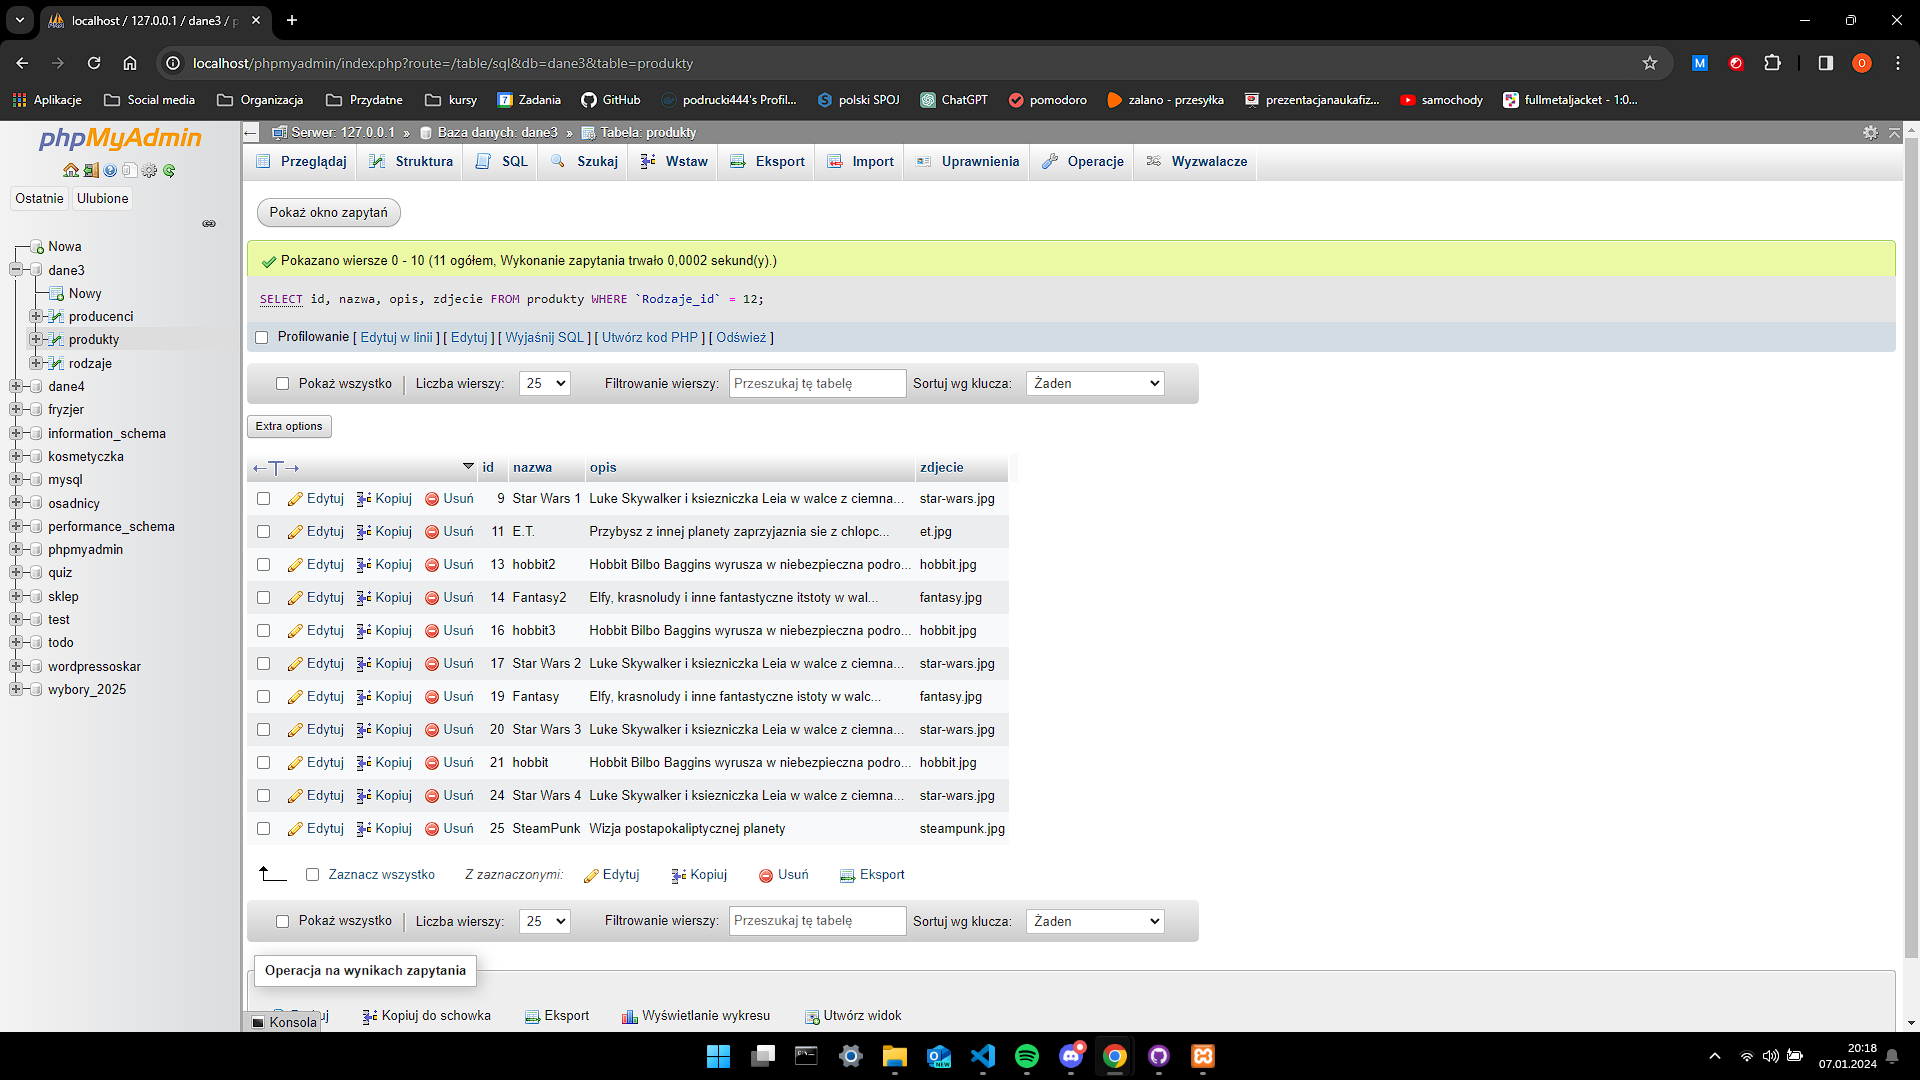 localhost / 127.0.0.1 / dane3 / p
localhost/phpmyadmin/index.php?route=/table/sql&db=dane3&table=produkty
M
O
Aplikacje
Social media
Organizacja
Przydatne
kursy
7 Zadania
GitHub
podrucki444's Profil...
polski SPOJ
ChatGPT
pomodoro
zalano - przesyłka
prezentacjanaukafiz...
samochody
fullmetaljacket - 1:0...
phpMyAdmin
Ostatnie
Ulubione
Nowa
dane3
Nowy
producenci
produkty
rodzaje
dane4
fryzjer
information_schema
kosmetyczka
mysql
osadnicy
performance_schema
phpmyadmin
quiz
sklep
test
todo
wordpressoskar
wybory_2025
Serwer: 127.0.0.1 » Baza danych: dane3 » Tabela: produkty
Przeglądaj Struktura SQL Szukaj Wstaw Eksport Import Uprawnienia Operacje Wyzwalacze
Pokaż okno zapytań
Pokazano wiersze 0 - 10 (11 ogółem, Wykonanie zapytania trwało 0,0002 sekund(y).)
SELECT id, nazwa, opis, zdjecie FROM produkty WHERE `Rodzaje_id` = 12;
Profilowanie [ Edytuj w linii ] [ Edytuj ] [ Wyjaśnij SQL ] [ Utwórz kod PHP ] [ Odśwież ]
Pokaż wszystko | Liczba wierszy: 25 Filtrowanie wierszy: Przeszukaj tę tabelę Sortuj wg klucza: Żaden
Extra options
←T→ id nazwa opis zdjecie
Edytuj Kopiuj Usuń 9 Star Wars 1 Luke Skywalker i ksiezniczka Leia w walce z ciemna... star-wars.jpg
Edytuj Kopiuj Usuń 11 E.T. Przybysz z innej planety zaprzyjaznia sie z chlopc... et.jpg
Edytuj Kopiuj Usuń 13 hobbit2 Hobbit Bilbo Baggins wyrusza w niebezpieczna podro... hobbit.jpg
Edytuj Kopiuj Usuń 14 Fantasy2 Elfy, krasnoludy i inne fantastyczne itstoty w wal... fantasy.jpg
Edytuj Kopiuj Usuń 16 hobbit3 Hobbit Bilbo Baggins wyrusza w niebezpieczna podro... hobbit.jpg
Edytuj Kopiuj Usuń 17 Star Wars 2 Luke Skywalker i ksiezniczka Leia w walce z ciemna... star-wars.jpg
Edytuj Kopiuj Usuń 19 Fantasy Elfy, krasnoludy i inne fantastyczne istoty w walc... fantasy.jpg
Edytuj Kopiuj Usuń 20 Star Wars 3 Luke Skywalker i ksiezniczka Leia w walce z ciemna... star-wars.jpg
Edytuj Kopiuj Usuń 21 hobbit Hobbit Bilbo Baggins wyrusza w niebezpieczna podro... hobbit.jpg
Edytuj Kopiuj Usuń 24 Star Wars 4 Luke Skywalker i ksiezniczka Leia w walce z ciemna... star-wars.jpg
Edytuj Kopiuj Usuń 25 SteamPunk Wizja postapokaliptycznej planety steampunk.jpg
Zaznacz wszystko Z zaznaczonymi: Edytuj Kopiuj Usuń Eksport
Pokaż wszystko | Liczba wierszy: 25 Filtrowanie wierszy: Przeszukaj tę tabelę Sortuj wg klucza: Żaden
Operacja na wynikach zapytania
Kopiuj do schowka Eksport Wyświetlanie wykresu Utwórz widok
Konsola
NEW
20:18
07.01.2024